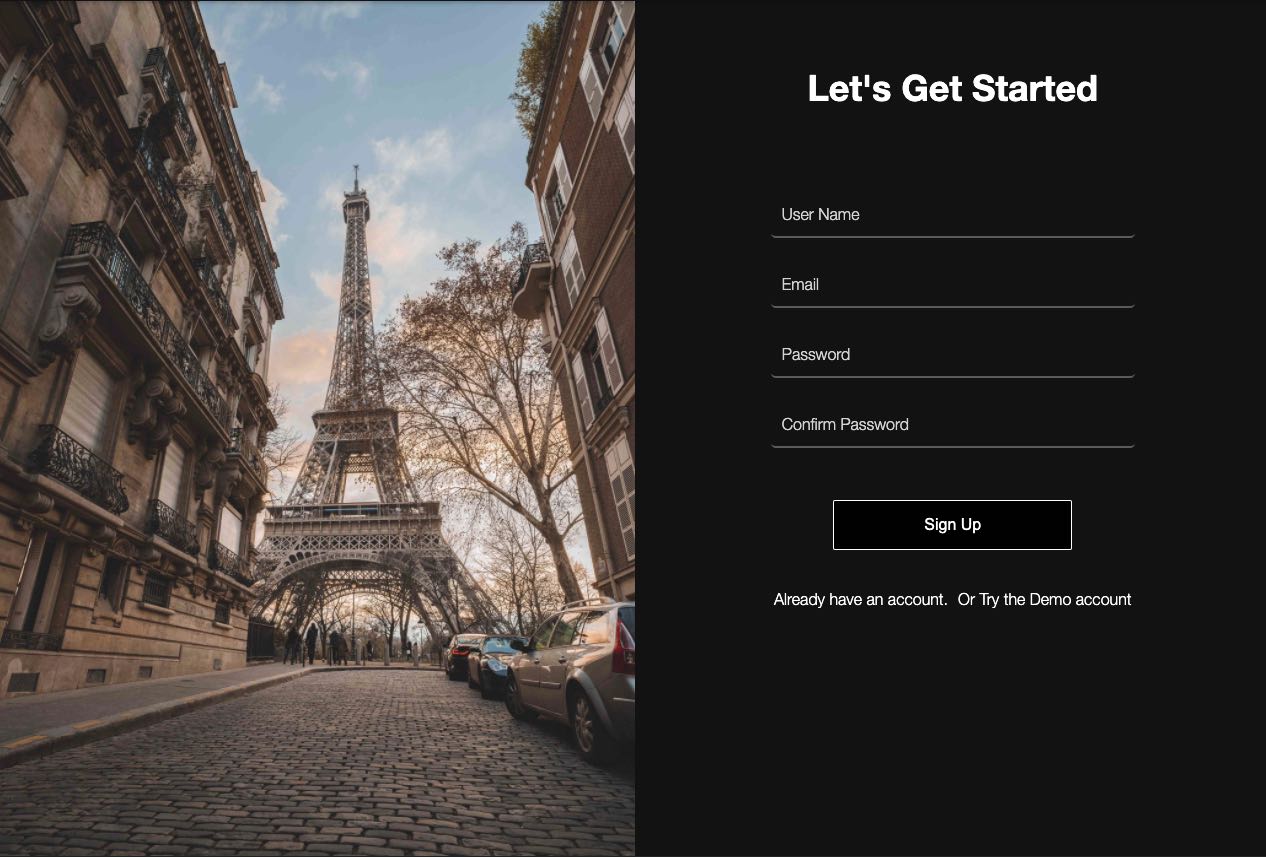 Let's Get Started
User Name
Email
Password
Confirm Password
Sign Up
Already have an account. Or Try the Demo account